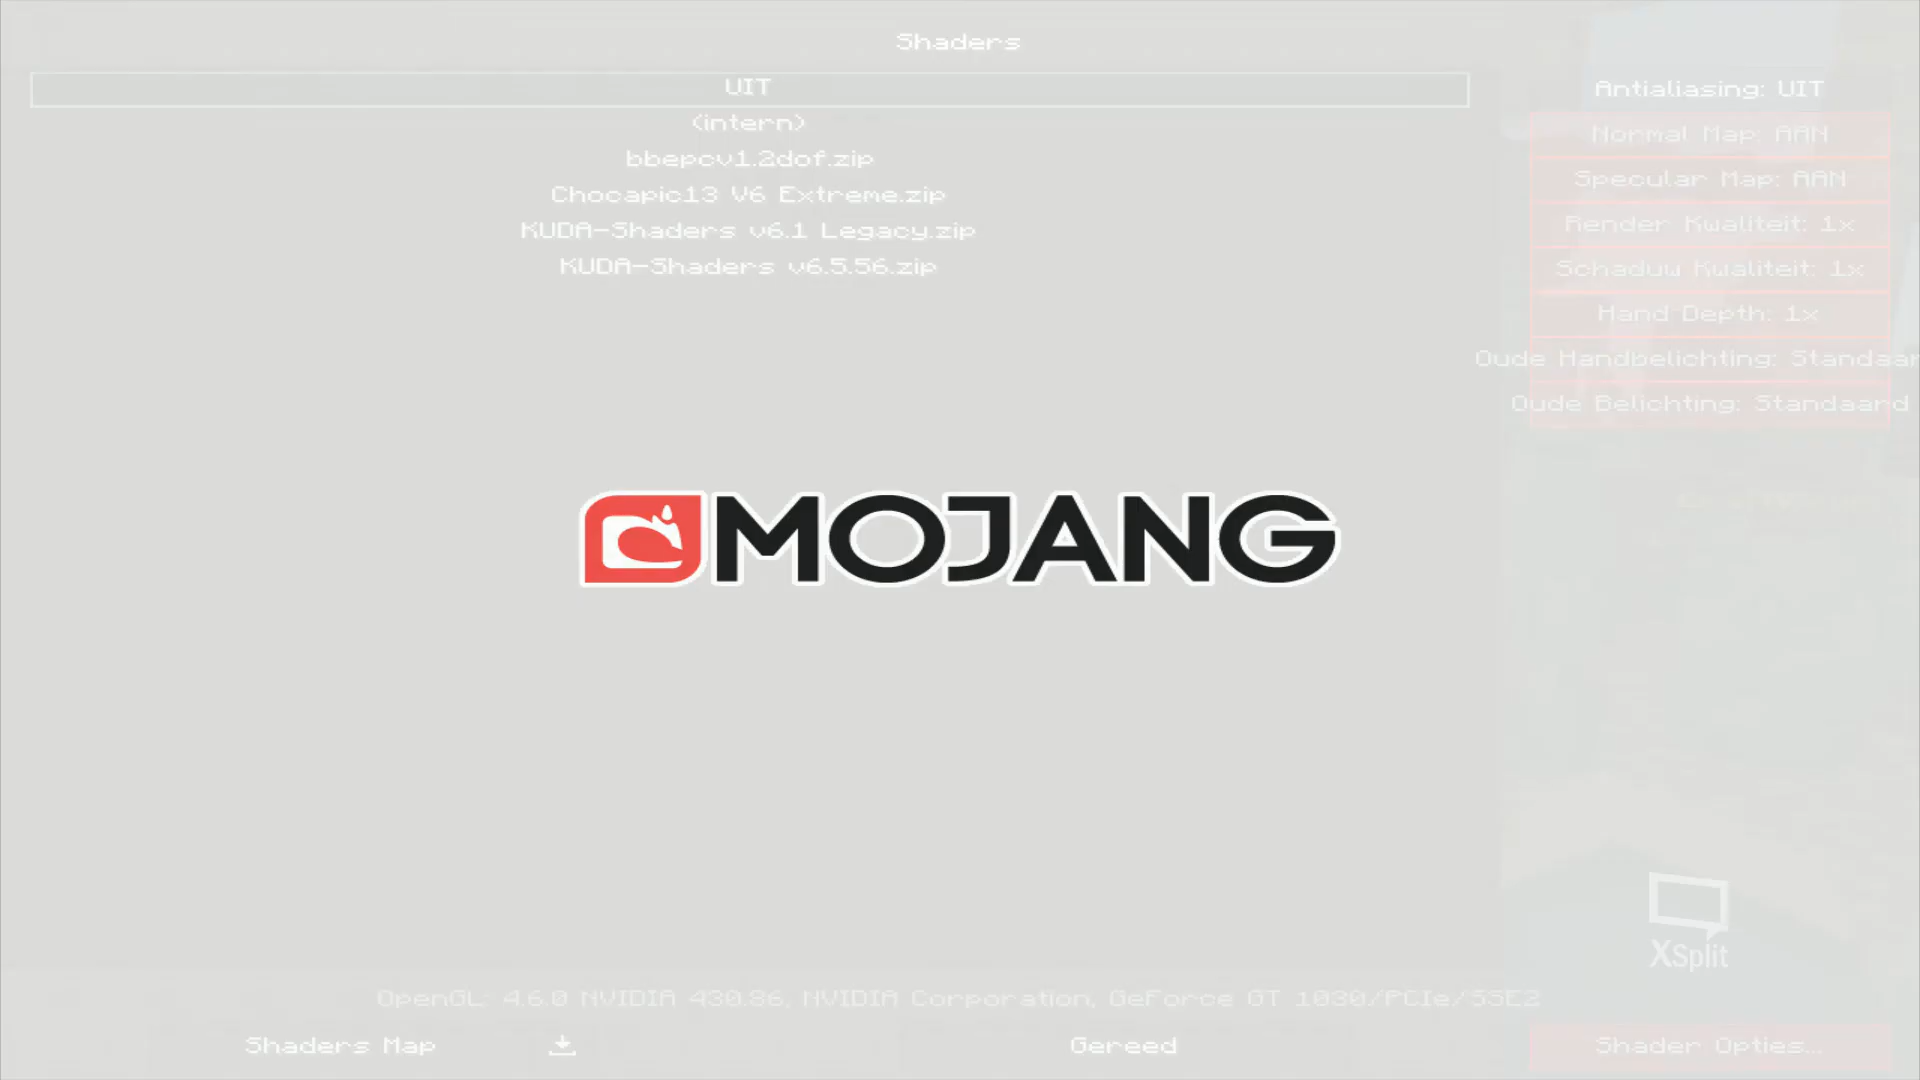 Shaders
UIT
(intern)
bbepcv1.2dof.zip
Chocapic13 V6 Extreme.zip
KUDA-Shaders v6.1 Legacy.zip
KUDA-Shaders v6.5.56.zip
Antialiasing: UIT
Normal Map: AAN
Specular Map: AAN
Render Kwaliteit: 1x
Schaduw Kwaliteit: 1x
Hand Depth: 1x
Oude Handbelichting: Standaar
Oude Belichting: Standaard
MOJANG
XSplit
OpenGL: 4.6.0 NVIDIA 430.86, NVIDIA Corporation, GeForce GT 1030/PCIe/SSE2
Shaders Map
Gereed
Shader Opties...